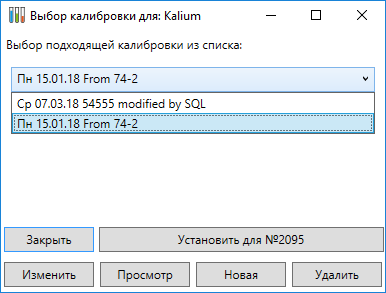 Выбор калибровки для: Kalium
Выбор подходящей калибровки из списка:
Пн 15.01.18 From 74-2
Ср 07.03.18 54555 modified by SQL
Пн 15.01.18 From 74-2
Закрыть
Установить для №2095
Изменить
Просмотр
Новая
Удалить